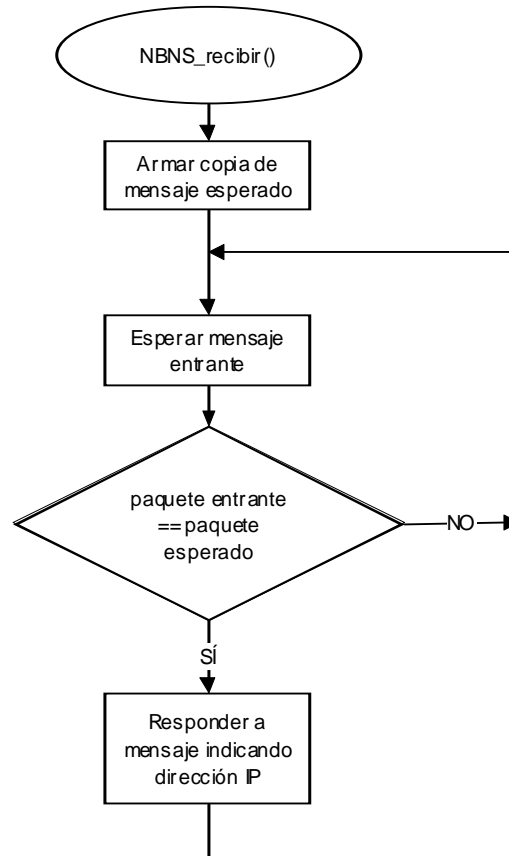 NBNS_recibir()
Armar copia de
mensaje esperado
Esperar mensaje
entrante
paquete entrante
==paquete
esperado
NO
SÍ
Responder a
mensaje indicando
dirección IP